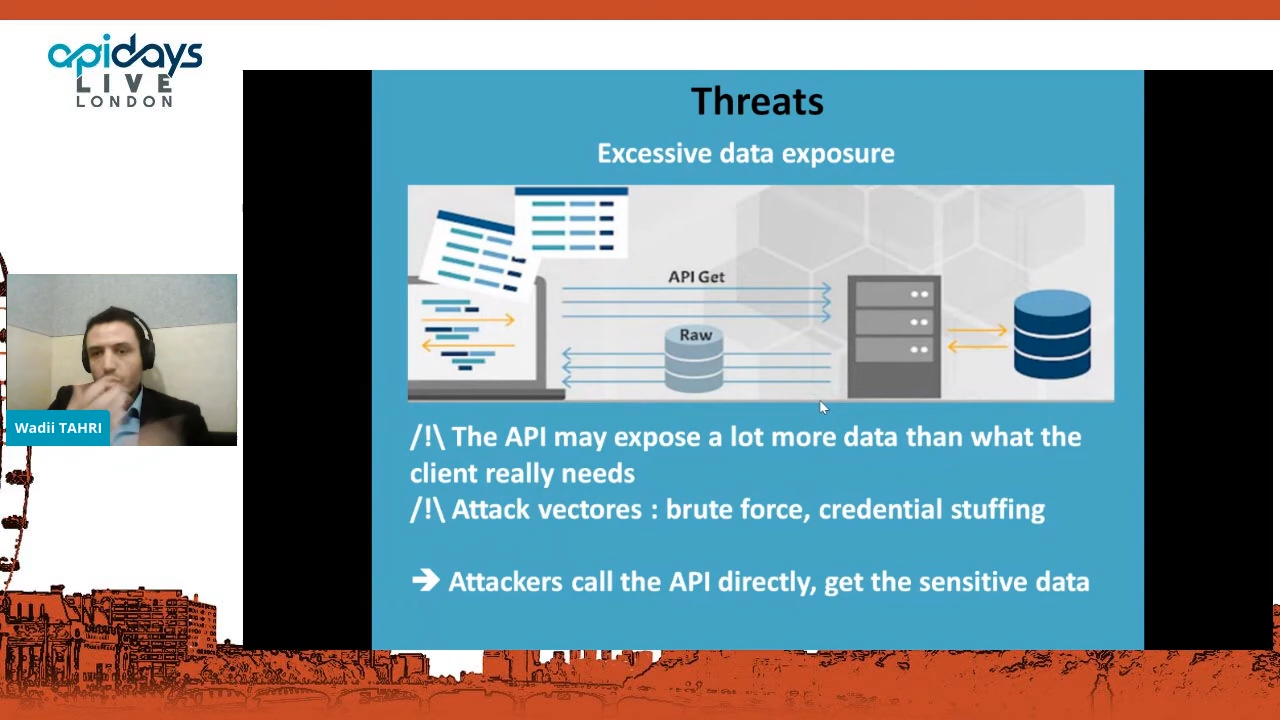 apidays
LIVE
LONDON
Threats
Excessive data exposure
API Get
Raw
Wadii TAHRI
/!\ The API may expose a lot more data than what the
client really needs
/!\ Attack vectores : brute force, credential stuffing
➔ Attackers call the API directly, get the sensitive data